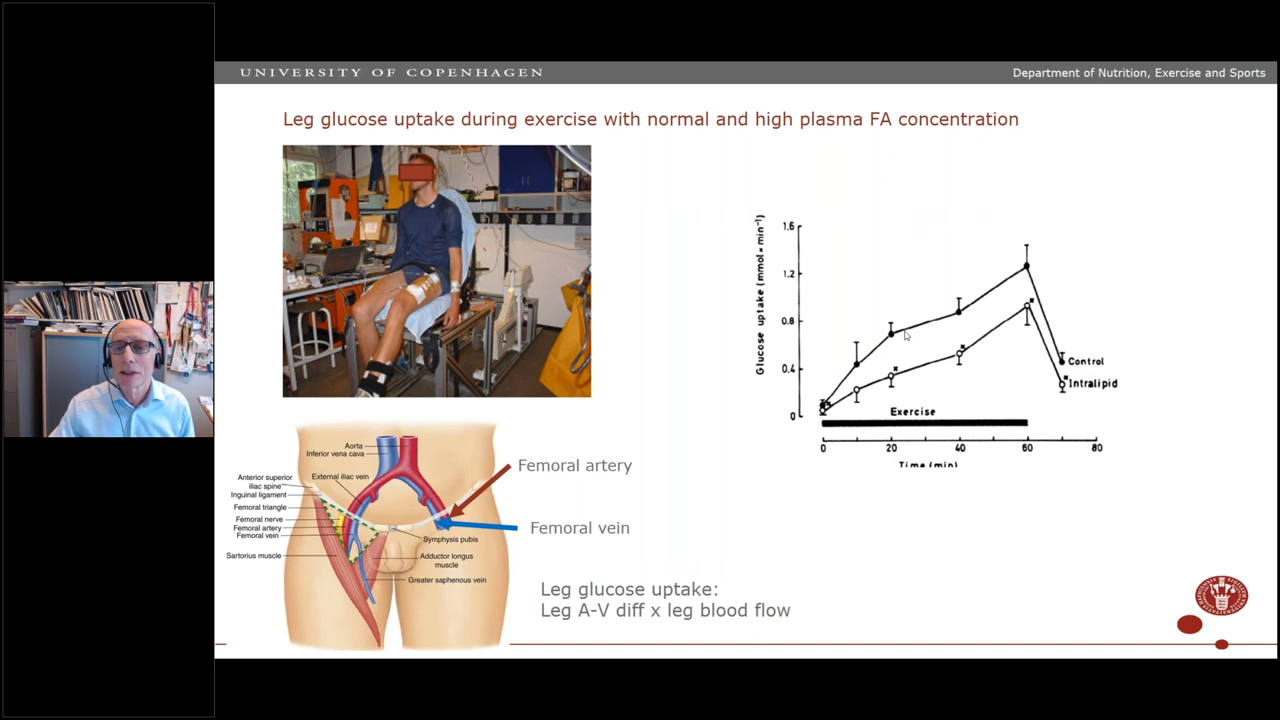 UNIVERSITY OF COPENHAGEN
Department of Nutrition, Exercise and Sports
Leg glucose uptake during exercise with normal and high plasma FA concentration
Glucose uptake (mmol × min⁻¹)
1.6
1.2
0.8
0.4
0
Control
Intralipid
Exercise
0
20
40
60
80
Time (min)
Aorta
Inferior vena cava
Anterior superior
iliac spine
External iliac vein
Inguinal ligament
Femoral triangle
Femoral nerve
Femoral artery
Femoral vein
Symphysis pubis
Sartorius muscle
Adductor longus
muscle
Greater saphenous vein
Femoral artery
Femoral vein
Leg glucose uptake:
Leg A-V diff x leg blood flow